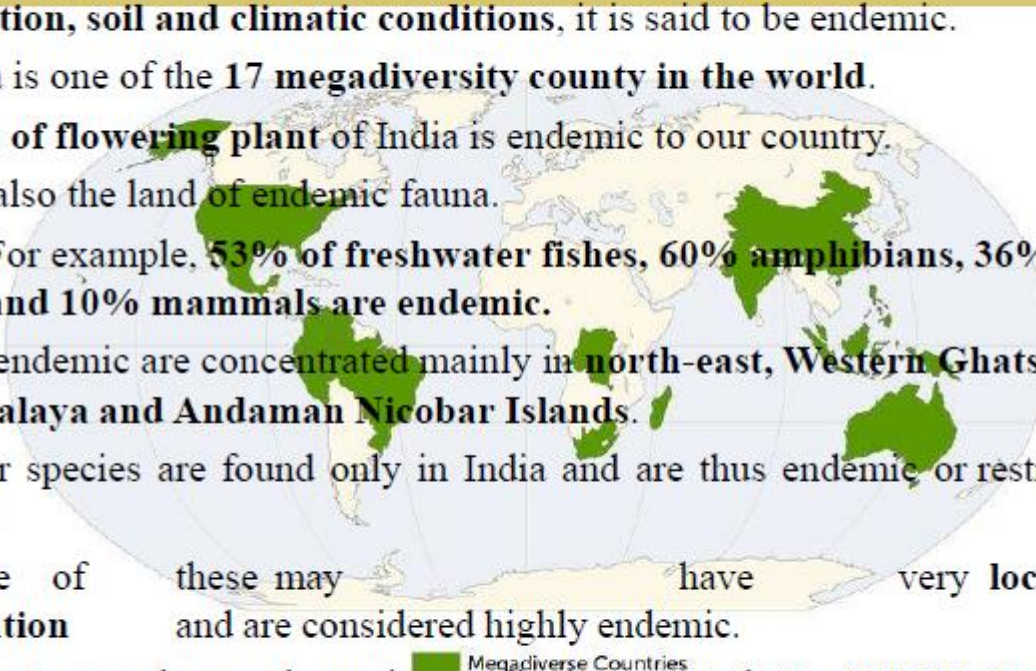 tion, soil and climatic conditions, it is said to be endemic.
is one of the 17 megadiversity county in the world.
of flowering plant of India is endemic to our country.
also the land of endemic fauna.
For example, 53% of freshwater fishes, 60% amphibians, 36%
and 10% mammals are endemic.
endemic are concentrated mainly in north-east, Western Ghats
alaya and Andaman Nicobar Islands.
r species are found only in India and are thus endemic or rest
e of these may have very loc
tion and are considered highly endemic.
Megadiverse Countries